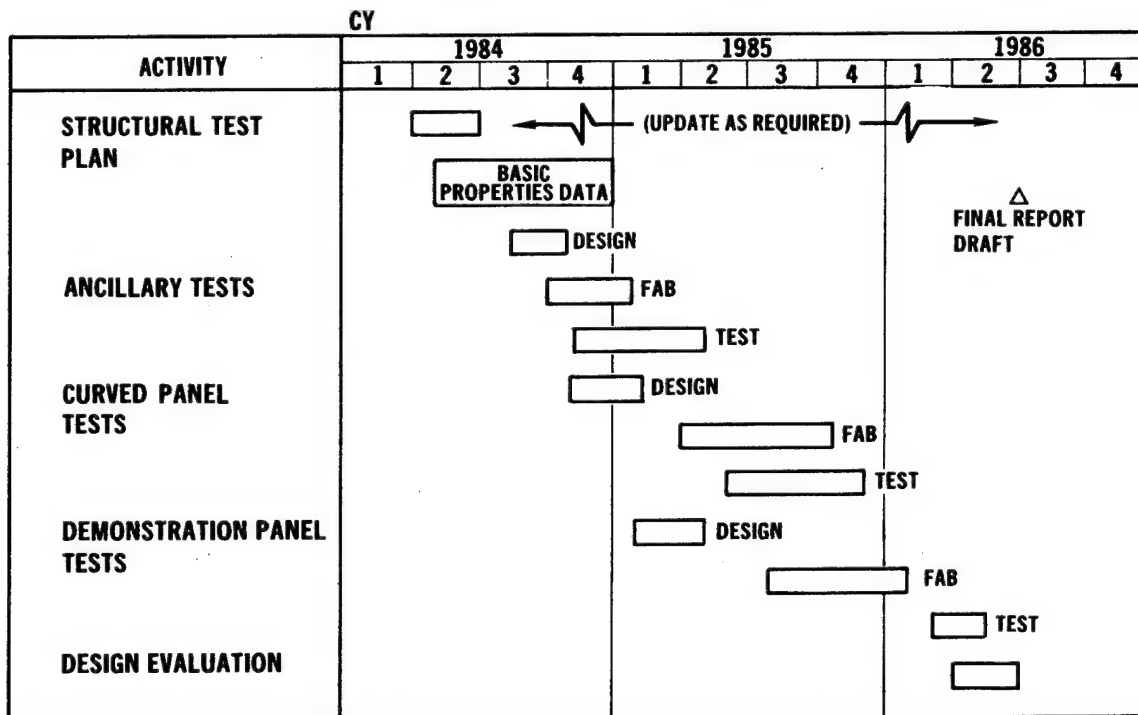 CY
ACTIVITY
1984 1985 1986
1 2 3 4 1 2 3 4 1 2 3 4
STRUCTURAL TEST
PLAN
(UPDATE AS REQUIRED)
BASIC
PROPERTIES DATA
FINAL REPORT
DRAFT
DESIGN
ANCILLARY TESTS
FAB
TEST
CURVED PANEL
TESTS
DESIGN
FAB
TEST
DEMONSTRATION PANEL
TESTS
DESIGN
FAB
TEST
DESIGN EVALUATION